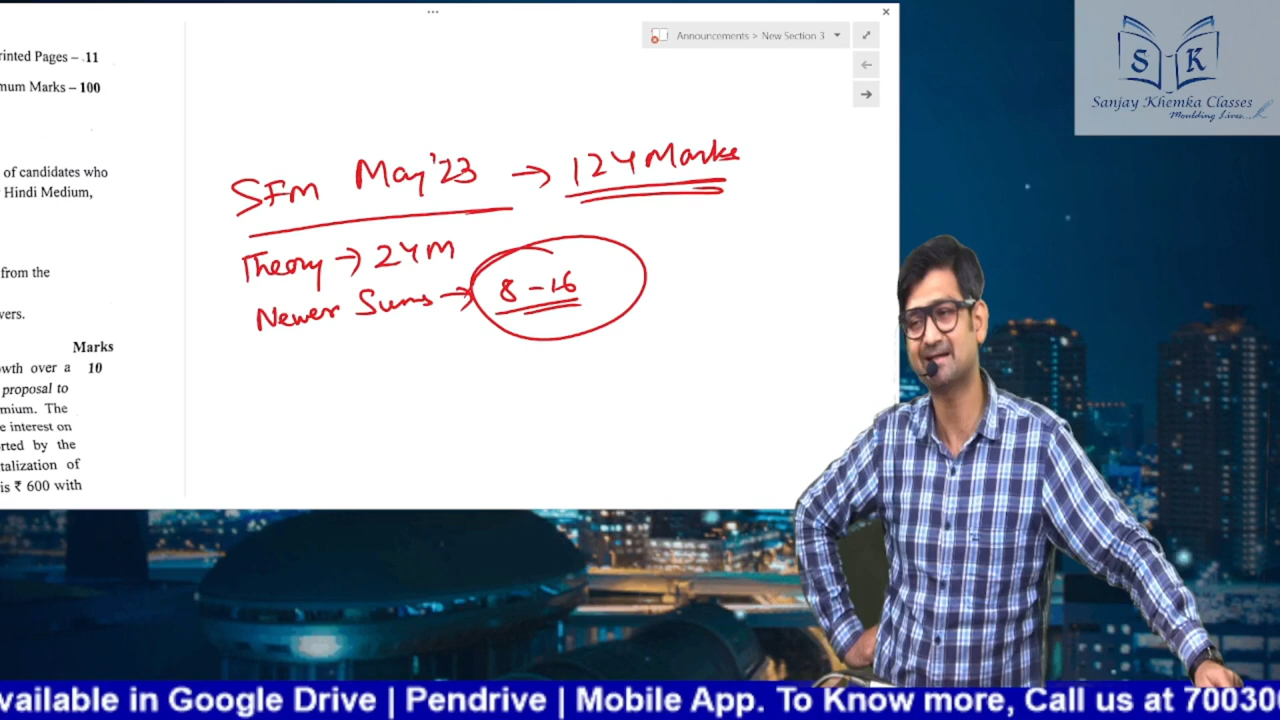 rinted Pages – 11
num Marks – 100
of candidates who
Hindi Medium,
from the
vers.
Marks
wth over a 10
proposal to
mium. The
e interest on
rted by the
talization of
is ₹ 600 with
Announcements > New Section 3
SFM May'23 → 124 Marks
Theory → 24M
Newer Sums → 8 - 16
S K
Sanjay Khemka Classes
Moulding Lives...
vailable in Google Drive | Pendrive | Mobile App. To Know more, Call us at 70030